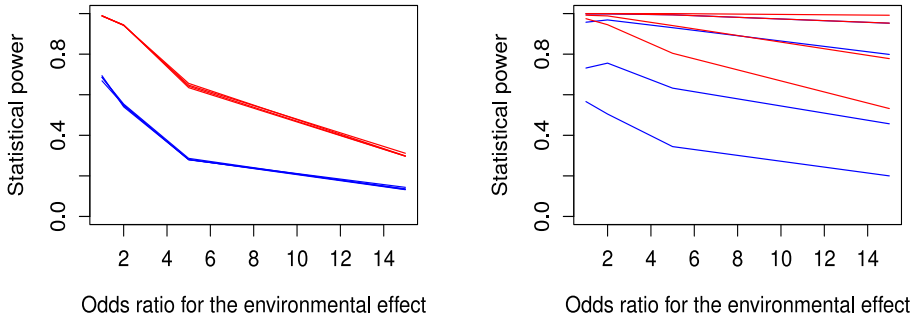 Statistical power
0.0
0.4
0.8
2 4 6 8 10 12 14
Odds ratio for the environmental effect
Statistical power
0.0
0.4
0.8
2 4 6 8 10 12 14
Odds ratio for the environmental effect